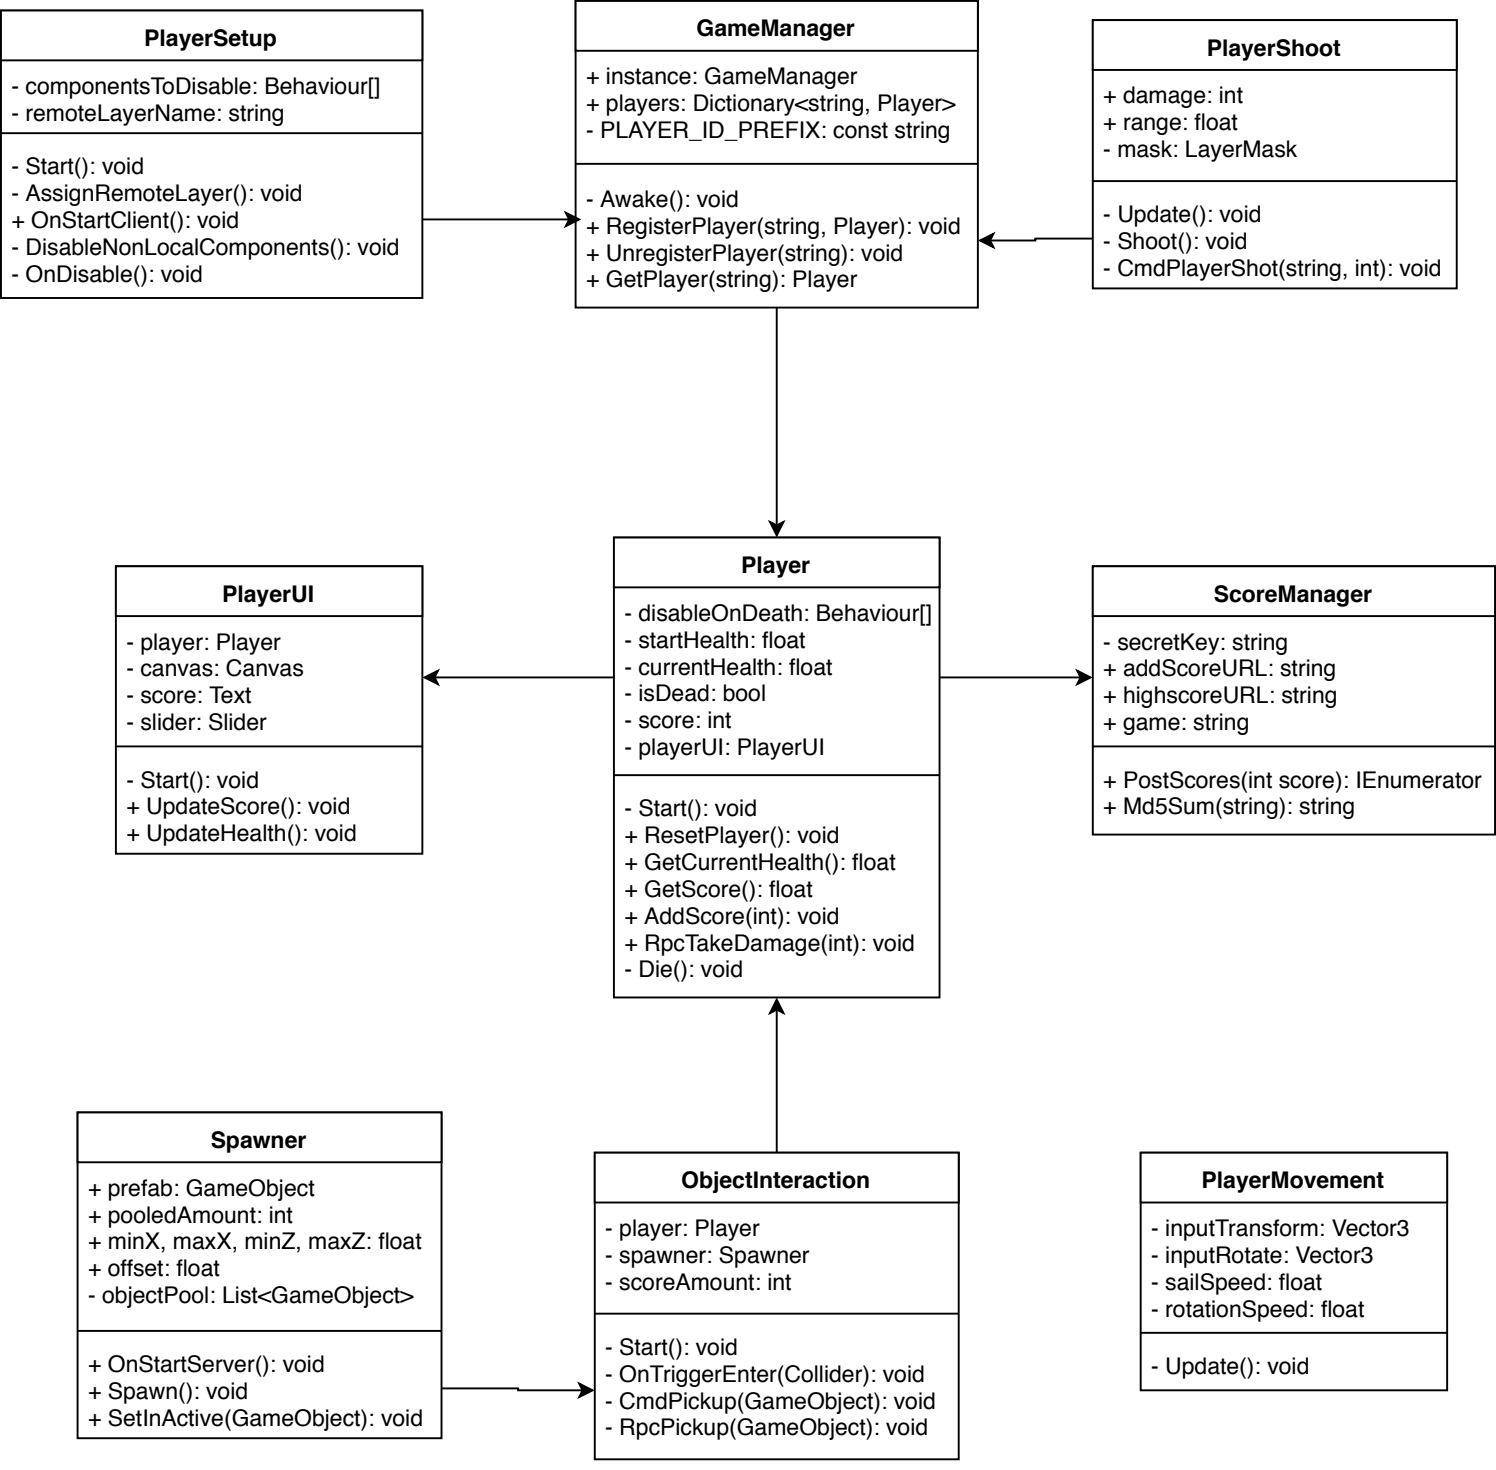 PlayerSetup
- componentsToDisable: Behaviour[]
- remoteLayerName: string
- Start(): void
- AssignRemoteLayer(): void
+ OnStartClient(): void
- DisableNonLocalComponents(): void
- OnDisable(): void
GameManager
+ instance: GameManager
+ players: Dictionary<string, Player>
- PLAYER_ID_PREFIX: const string
- Awake(): void
+ RegisterPlayer(string, Player): void
+ UnregisterPlayer(string): void
+ GetPlayer(string): Player
PlayerShoot
+ damage: int
+ range: float
- mask: LayerMask
- Update(): void
- Shoot(): void
- CmdPlayerShot(string, int): void
PlayerUI
- player: Player
- canvas: Canvas
- score: Text
- slider: Slider
- Start(): void
+ UpdateScore(): void
+ UpdateHealth(): void
Player
- disableOnDeath: Behaviour[]
- startHealth: float
- currentHealth: float
- isDead: bool
- score: int
- playerUI: PlayerUI
- Start(): void
+ ResetPlayer(): void
+ GetCurrentHealth(): float
+ GetScore(): float
+ AddScore(int): void
+ RpcTakeDamage(int): void
- Die(): void
ScoreManager
- secretKey: string
+ addScoreURL: string
+ highscoreURL: string
+ game: string
+ PostScores(int score): IEnumerator
+ Md5Sum(string): string
Spawner
+ prefab: GameObject
+ pooledAmount: int
+ minX, maxX, minZ, maxZ: float
+ offset: float
- objectPool: List<GameObject>
+ OnStartServer(): void
+ Spawn(): void
+ SetInActive(GameObject): void
ObjectInteraction
- player: Player
- spawner: Spawner
- scoreAmount: int
- Start(): void
- OnTriggerEnter(Collider): void
- CmdPickup(GameObject): void
- RpcPickup(GameObject): void
PlayerMovement
- inputTransform: Vector3
- inputRotate: Vector3
- sailSpeed: float
- rotationSpeed: float
- Update(): void